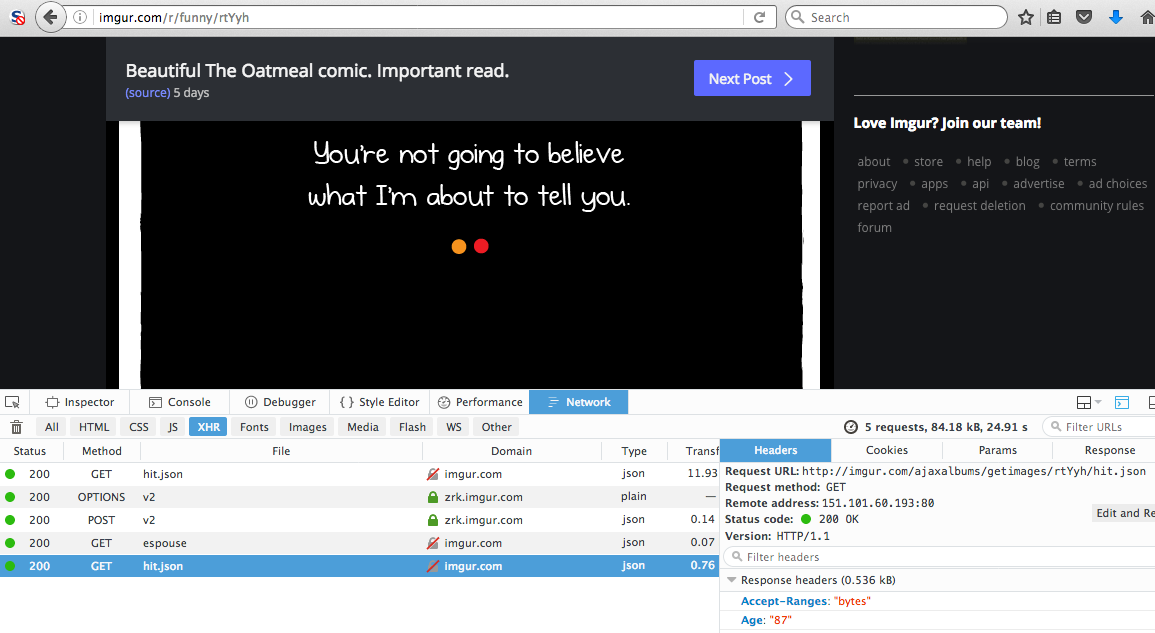 imgur.com/r/funny/rtYyh
Search
Beautiful The Oatmeal comic. Important read.
(source) 5 days
Next Post
You're not going to believe
what I'm about to tell you.
Love Imgur? Join our team!
about • store • help • blog • terms
privacy • apps • api • advertise • ad choices
report ad • request deletion • community rules
forum
Inspector Console Debugger { } Style Editor Performance Network
All HTML CSS JS XHR Fonts Images Media Flash WS Other 5 requests, 84.18 kB, 24.91 s Filter URLs
Status Method File Domain Type Transf
200 GET hit.json imgur.com json 11.93
200 OPTIONS v2 zrk.imgur.com plain —
200 POST v2 zrk.imgur.com json 0.14
200 GET espouse imgur.com json 0.07
200 GET hit.json imgur.com json 0.76
Headers Cookies Params Response
Request URL: http://imgur.com/ajaxalbums/getimages/rtYyh/hit.json
Request method: GET
Remote address: 151.101.60.193:80
Status code: 200 OK
Edit and Re
Version: HTTP/1.1
Filter headers
Response headers (0.536 kB)
Accept-Ranges: "bytes"
Age: "87"